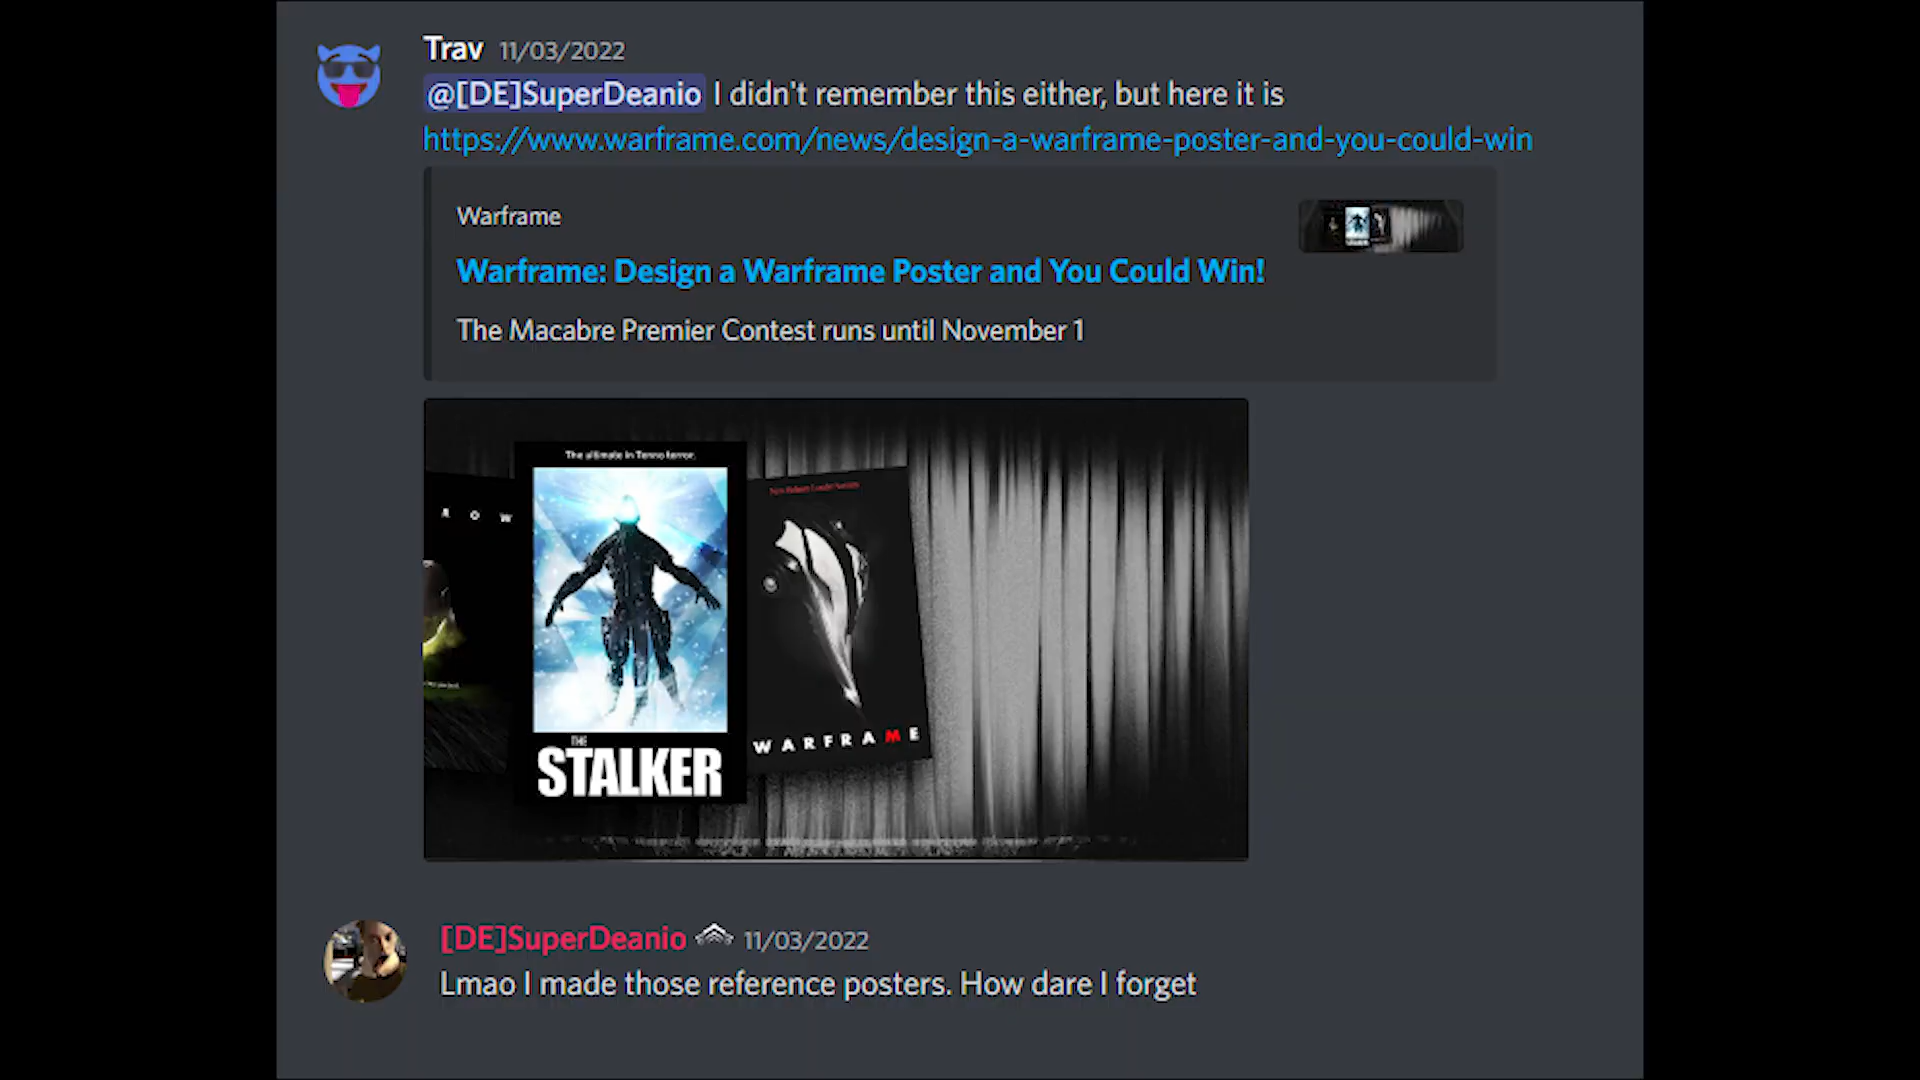 Trav 11/03/2022
@[DE]SuperDeanio I didn't remember this either, but here it is
https://www.warframe.com/news/design-a-warframe-poster-and-you-could-win
Warframe
Warframe: Design a Warframe Poster and You Could Win!
The Macabre Premier Contest runs until November 1
The ultimate in Tenno terror.
R O W
THE
STALKER
WARFRAME
[DE]SuperDeanio 11/03/2022
Lmao I made those reference posters. How dare I forget